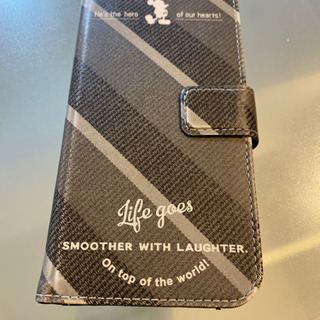 He's the hero of our hearts!
Life goes
SMOOTHER WITH LAUGHTER.
On top of the world!